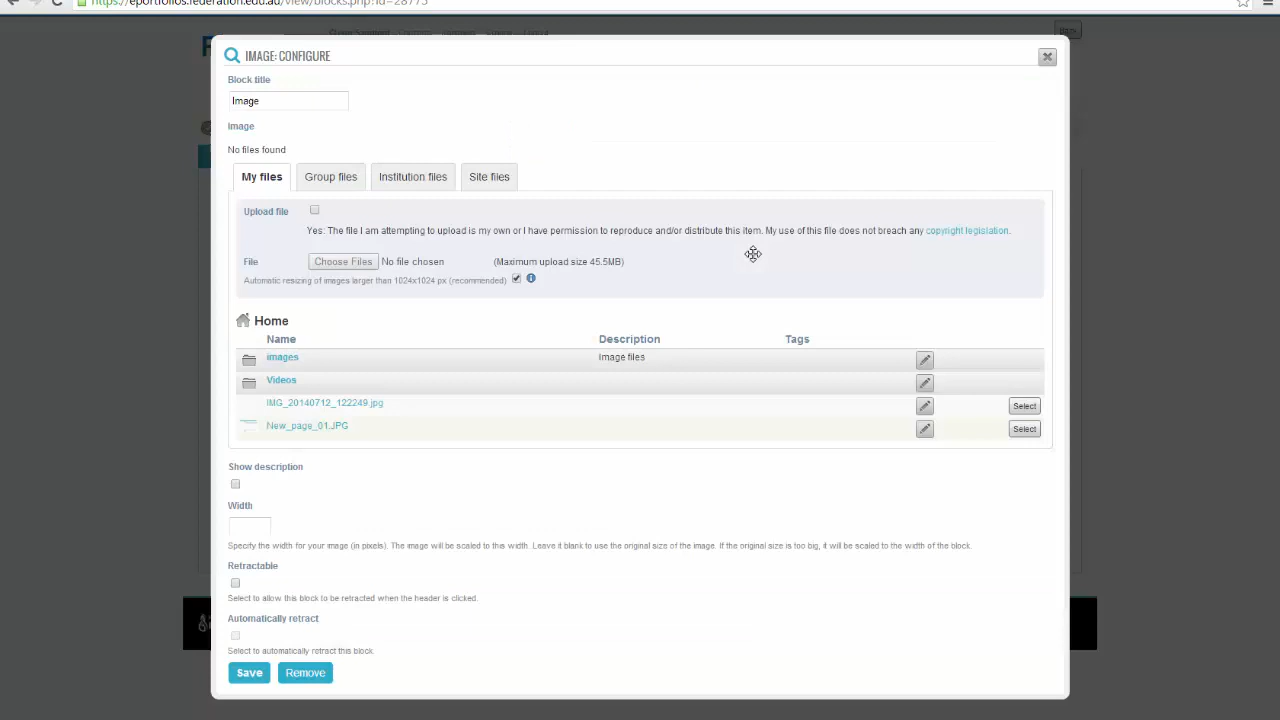 https://eportfolios.federation.edu.au/view/blocks.php?id=28775
IMAGE: CONFIGURE
Block title
Image
Image
No files found
My files Group files Institution files Site files
Upload file
Yes: The file I am attempting to upload is my own or I have permission to reproduce and/or distribute this item. My use of this file does not breach any copyright legislation.
File Choose Files No file chosen (Maximum upload size 45.5MB)
Automatic resizing of images larger than 1024x1024 px (recommended)
Home
Name Description Tags
images Image files
Videos
IMG_20140712_122249.jpg Select
New_page_01.JPG Select
Show description
Width
Specify the width for your image (in pixels). The image will be scaled to this width. Leave it blank to use the original size of the image. If the original size is too big, it will be scaled to the width of the block.
Retractable
Select to allow this block to be retracted when the header is clicked.
Automatically retract
Select to automatically retract this block.
Save Remove